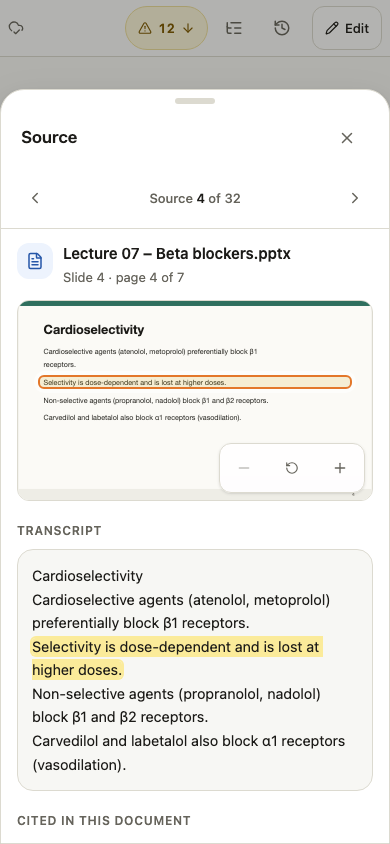 12
Edit
Source
Source 4 of 32
Lecture 07 – Beta blockers.pptx
Slide 4 · page 4 of 7
Cardioselectivity
Cardioselective agents (atenolol, metoprolol) preferentially block β1
receptors.
Selectivity is dose-dependent and is lost at higher doses.
Non-selective agents (propranolol, nadolol) block β1 and β2 receptors.
Carvedilol and labetalol also block α1 receptors (vasodilation).
TRANSCRIPT
Cardioselectivity
Cardioselective agents (atenolol, metoprolol)
preferentially block β1 receptors.
Selectivity is dose-dependent and is lost at
higher doses.
Non-selective agents (propranolol, nadolol)
block β1 and β2 receptors.
Carvedilol and labetalol also block α1 receptors
(vasodilation).
CITED IN THIS DOCUMENT